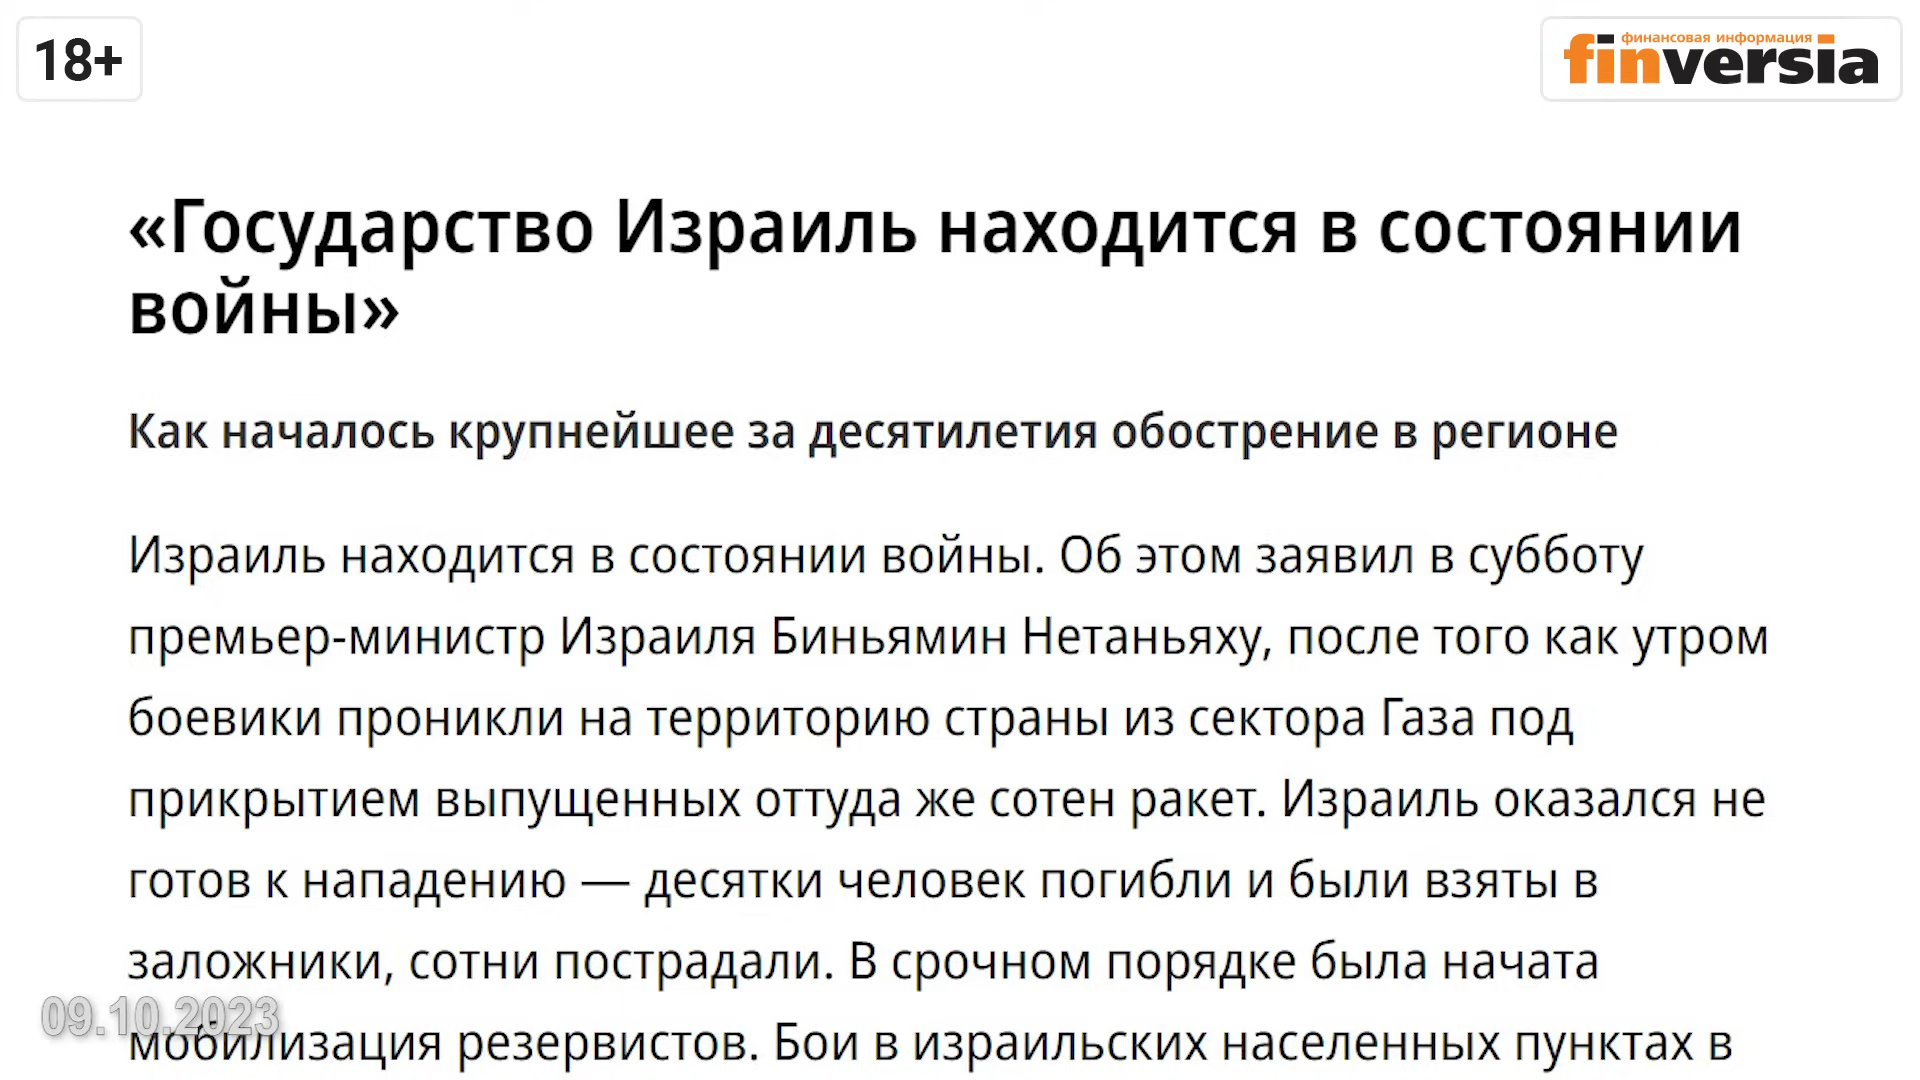 18+
финансовая информация
finversia
«Государство Израиль находится в состоянии
войны»
Как началось крупнейшее за десятилетия обострение в регионе
Израиль находится в состоянии войны. Об этом заявил в субботу
премьер-министр Израиля Биньямин Нетаньяху, после того как утром
боевики проникли на территорию страны из сектора Газа под
прикрытием выпущенных оттуда же сотен ракет. Израиль оказался не
готов к нападению — десятки человек погибли и были взяты в
заложники, сотни пострадали. В срочном порядке была начата
09.10.2023
мобилизация резервистов. Бои в израильских населенных пунктах в